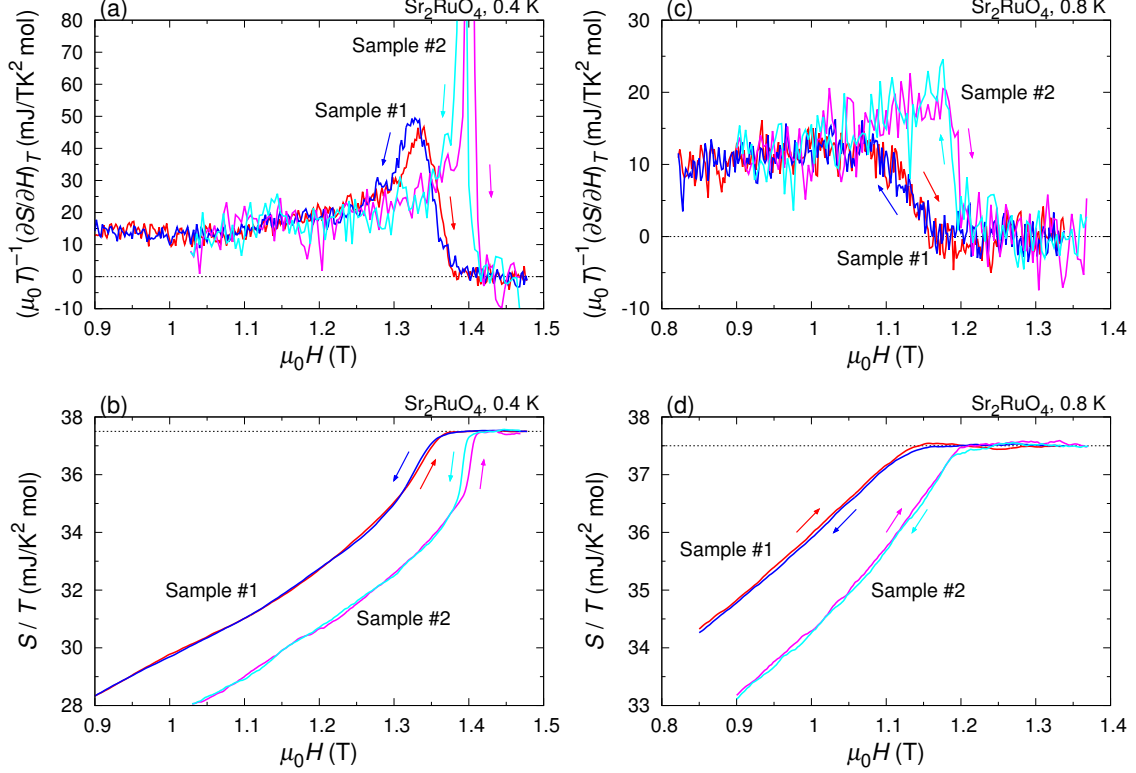 (a) Sr₂RuO₄, 0.4 K
(μ₀T)⁻¹(∂S/∂H)_T (mJ/TK² mol)
80
70
60
50
40
30
20
10
0
-10
Sample #2
Sample #1
0.9 1 1.1 1.2 1.3 1.4 1.5
μ₀H (T)
(c) Sr₂RuO₄, 0.8 K
(μ₀T)⁻¹(∂S/∂H)_T (mJ/TK² mol)
30
20
10
0
-10
Sample #2
Sample #1
0.8 0.9 1 1.1 1.2 1.3 1.4
μ₀H (T)
(b) Sr₂RuO₄, 0.4 K
S / T (mJ/K² mol)
38
36
34
32
30
28
Sample #1
Sample #2
0.9 1 1.1 1.2 1.3 1.4 1.5
μ₀H (T)
(d) Sr₂RuO₄, 0.8 K
S / T (mJ/K² mol)
38
37
36
35
34
33
Sample #1
Sample #2
0.8 0.9 1 1.1 1.2 1.3 1.4
μ₀H (T)